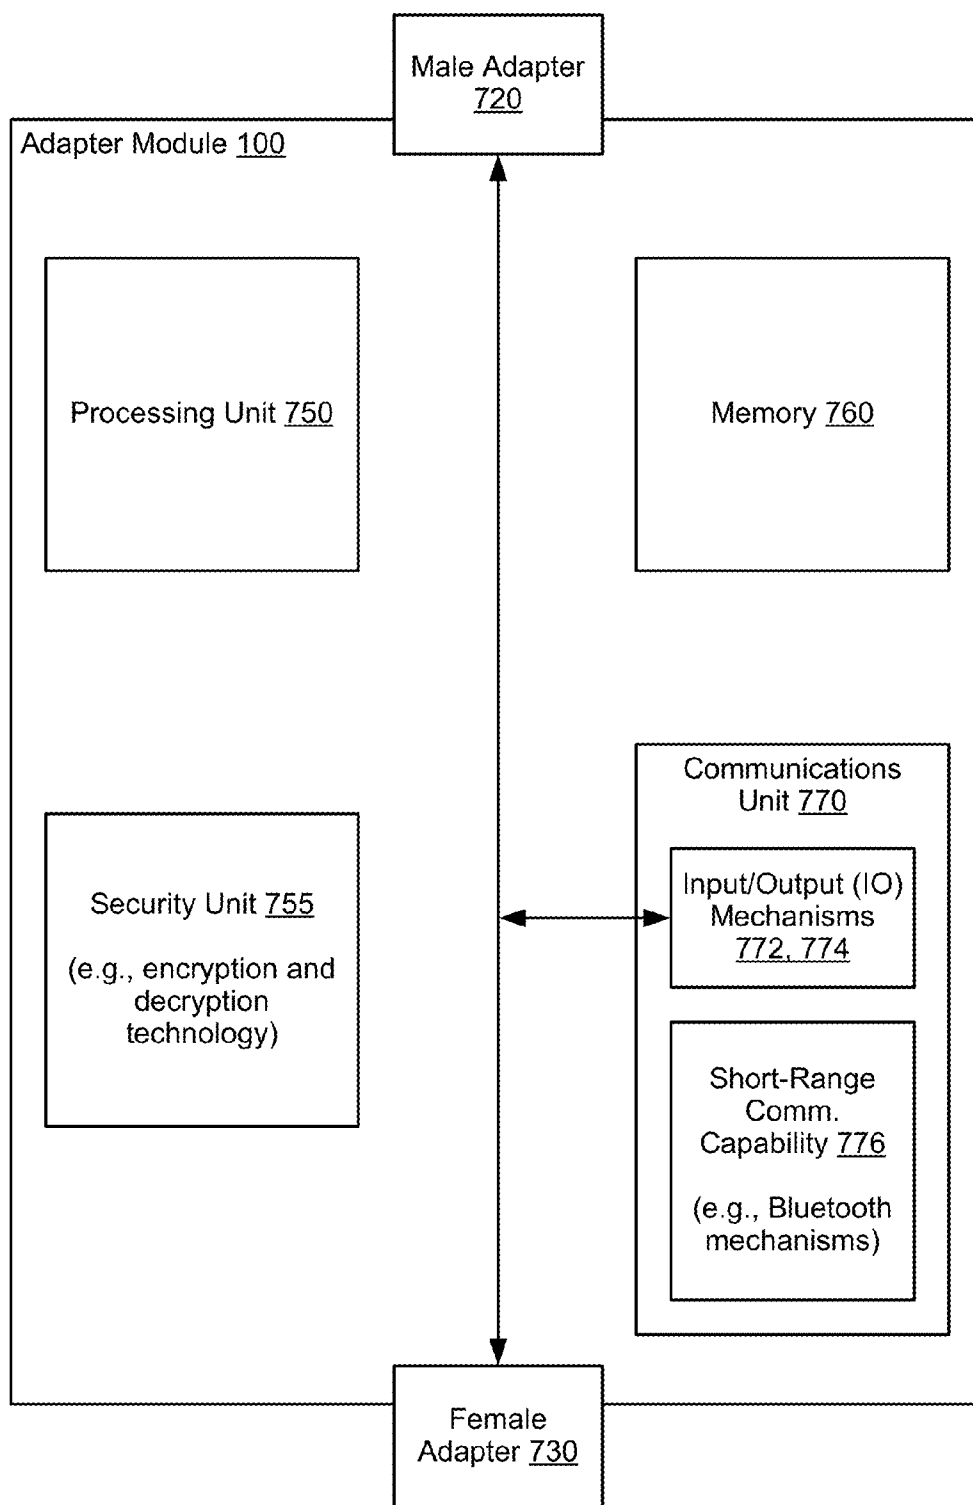 Male Adapter
720
Adapter Module 100
Processing Unit 750
Memory 760
Security Unit 755
(e.g., encryption and
decryption
technology)
Communications
Unit 770
Input/Output (IO)
Mechanisms
772, 774
Short-Range
Comm.
Capability 776
(e.g., Bluetooth
mechanisms)
Female
Adapter 730